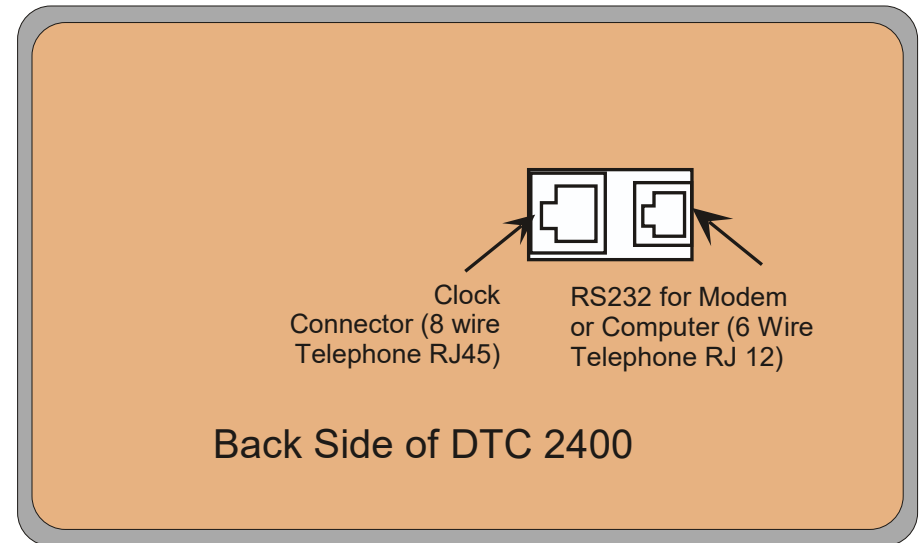 Clock
Connector (8 wire
Telephone RJ45)
RS232 for Modem
or Computer (6 Wire
Telephone RJ 12)
Back Side of DTC 2400